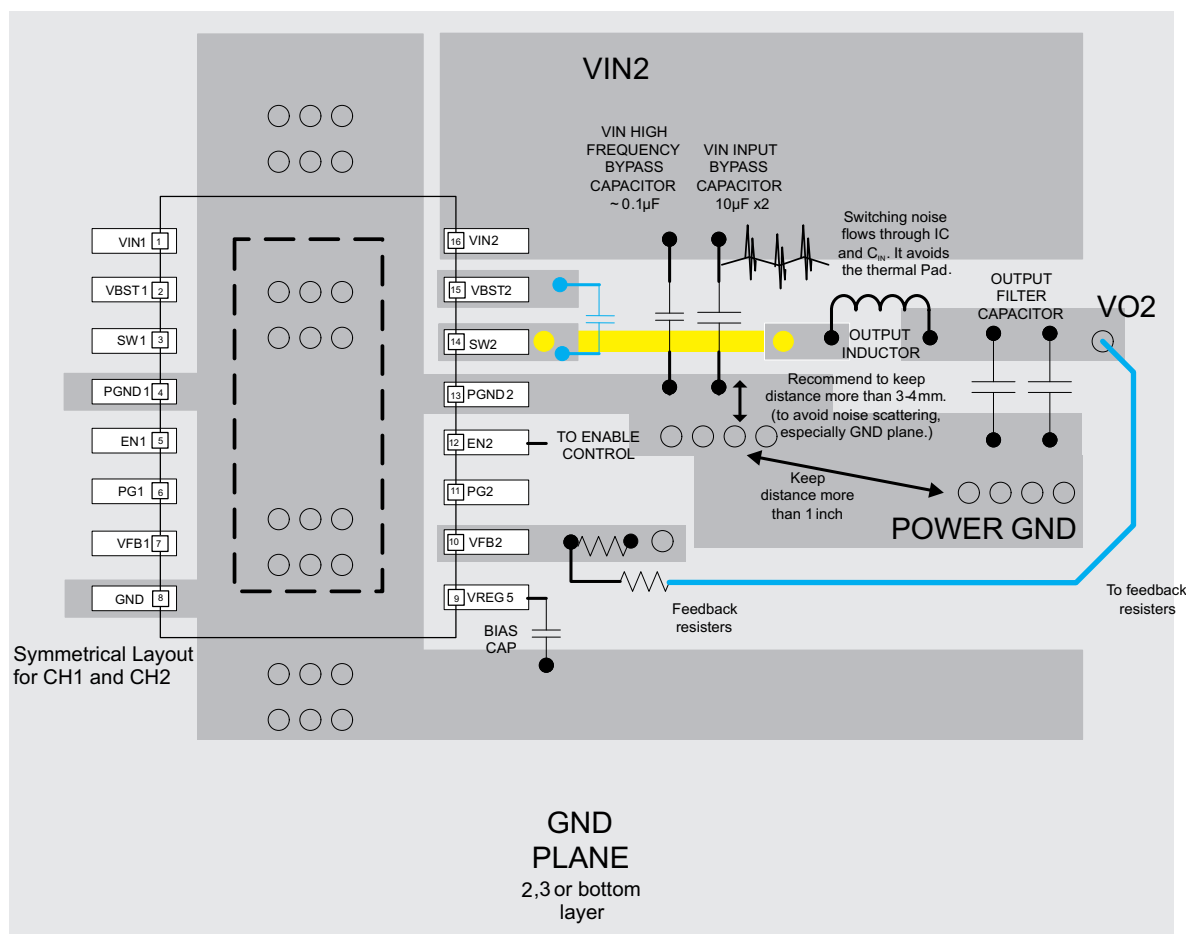 VIN2
VIN HIGH
FREQUENCY
BYPASS
CAPACITOR
~ 0.1µF
VIN INPUT
BYPASS
CAPACITOR
10µF x2
Switching noise
flows through IC
and CIN. It avoids
the thermal Pad.
OUTPUT
FILTER
CAPACITOR
VO2
VIN1 1
VBST1 2
SW1 3
PGND1 4
EN1 5
PG1 6
VFB1 7
GND 8
16 VIN2
15 VBST2
14 SW2
13 PGND2
12 EN2
11 PG2
10 VFB2
9 VREG5
OUTPUT
INDUCTOR
Recommend to keep
distance more than 3-4mm.
(to avoid noise scattering,
especially GND plane.)
TO ENABLE
CONTROL
Keep
distance more
than 1 inch
POWER GND
To feedback
resisters
Feedback
resisters
BIAS
CAP
Symmetrical Layout
for CH1 and CH2
GND
PLANE
2,3 or bottom
layer